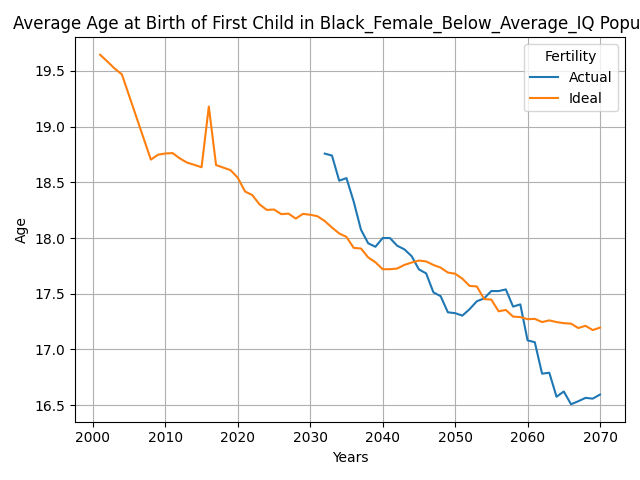 Average Age at Birth of First Child in Black_Female_Below_Average_IQ Popu
Fertility
Actual
Ideal
Age
19.5
19.0
18.5
18.0
17.5
17.0
16.5
2000 2010 2020 2030 2040 2050 2060 2070
Years